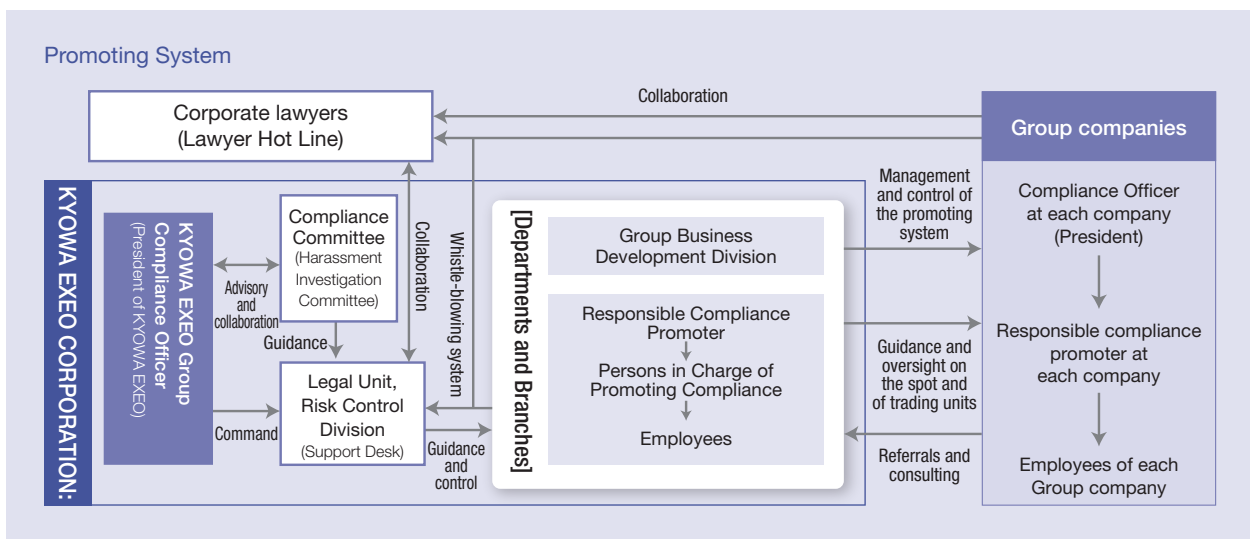 Promoting System
Corporate lawyers
(Lawyer Hot Line)
Collaboration
Group companies
KYOWA EXEO CORPORATION:
KYOWA EXEO Group
Compliance Officer
(President of KYOWA EXEO)
Advisory
and
collaboration
Command
Compliance
Committee
(Harassment
Investigation
Committee)
Guidance
Legal Unit,
Risk Control
Division
(Support Desk)
Collaboration
Whistle-blowing system
Guidance
and
control
[Departments and Branches]
Group Business
Development Division
Responsible Compliance
Promoter
Persons in Charge of
Promoting Compliance
Employees
Management
and control of
the promoting
system
Guidance and
oversight on
the spot and
of trading units
Referrals and
consulting
Compliance Officer
at each company
(President)
Responsible compliance
promoter at
each company
Employees of each
Group company